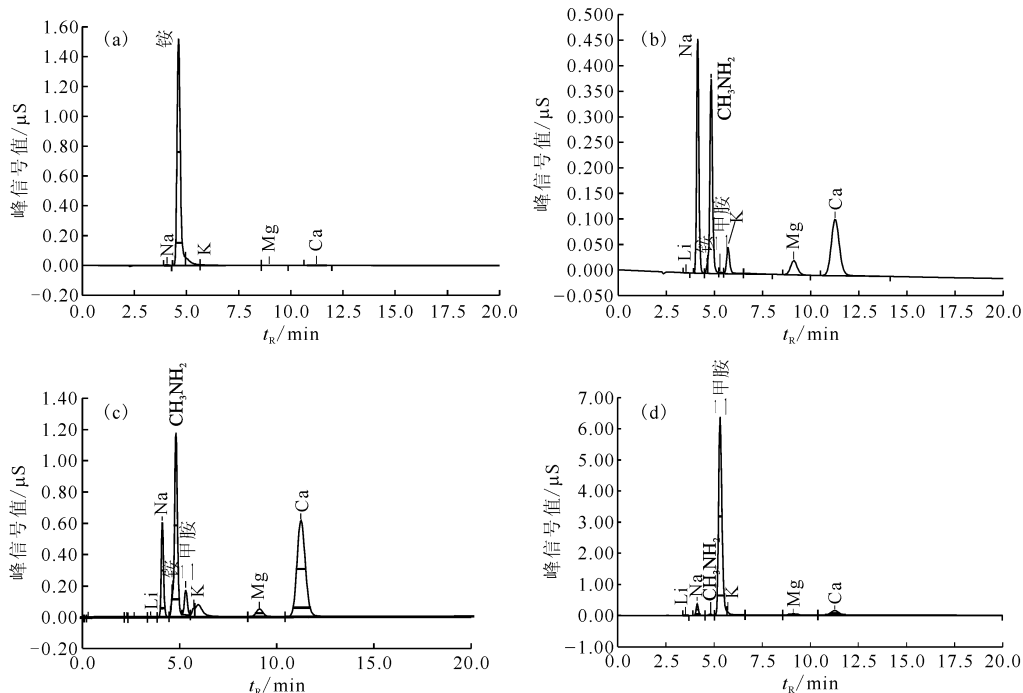 (a)
峰信号值/μS
1.60
1.40
1.20
1.00
0.80
0.60
0.40
0.20
0.00
−0.20
铵
Na
K
Mg
Ca
0.0 2.5 5.0 7.5 10.0 12.5 15.0 17.5 20.0
tR/min
(b)
峰信号值/μS
0.500
0.450
0.400
0.350
0.300
0.250
0.200
0.150
0.100
0.050
0.000
−0.050
Li
Na
铵
CH3NH2
二甲胺
K
Mg
Ca
0.0 2.5 5.0 7.5 10.0 12.5 15.0 17.5 20.0
tR/min
(c)
峰信号值/μS
1.40
1.20
1.00
0.80
0.60
0.40
0.20
0.00
−0.20
Li
Na
铵
CH3NH2
二甲胺
K
Mg
Ca
0.0 5.0 10.0 15.0 20.0
tR/min
(d)
峰信号值/μS
7.00
6.00
5.00
4.00
3.00
2.00
1.00
0.00
−1.00
Li
Na
CH3NH2
二甲胺
K
Mg
Ca
0.0 2.5 5.0 7.5 10.0 12.5 15.0 17.5 20.0
tR/min